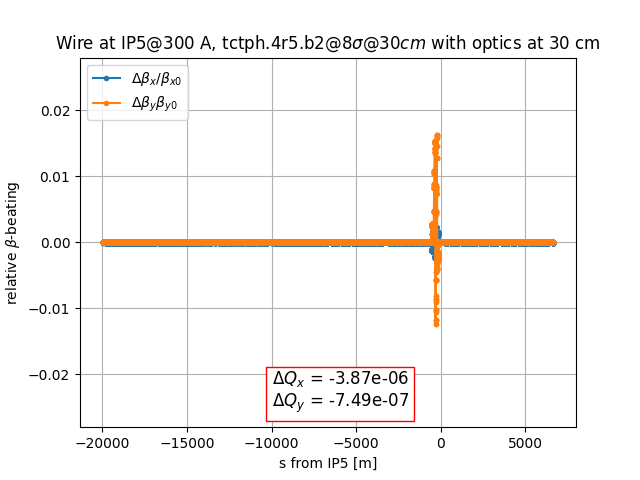 Wire at IP5@300 A, tctph.4r5.b2@8σ@30cm with optics at 30 cm
Δβx/βx0
Δβyβy0
0.02
0.01
0.00
−0.01
−0.02
relative β-beating
ΔQx = -3.87e-06
ΔQy = -7.49e-07
−20000 −15000 −10000 −5000 0 5000
s from IP5 [m]